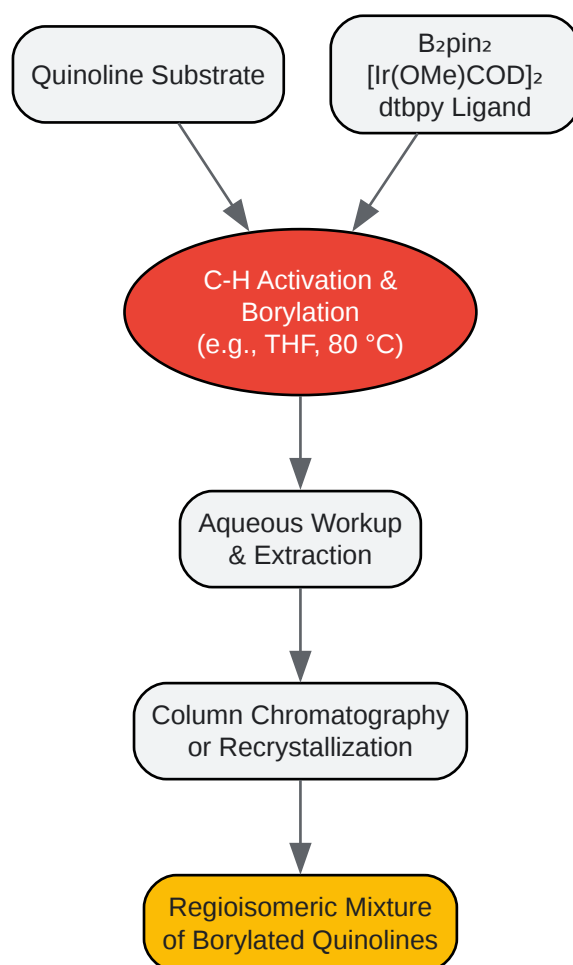 Quinoline Substrate
B₂pin₂
[Ir(OMe)COD]₂
dtbpy Ligand
C-H Activation &
Borylation
(e.g., THF, 80 °C)
Aqueous Workup
& Extraction
Column Chromatography
or Recrystallization
Regioisomeric Mixture
of Borylated Quinolines